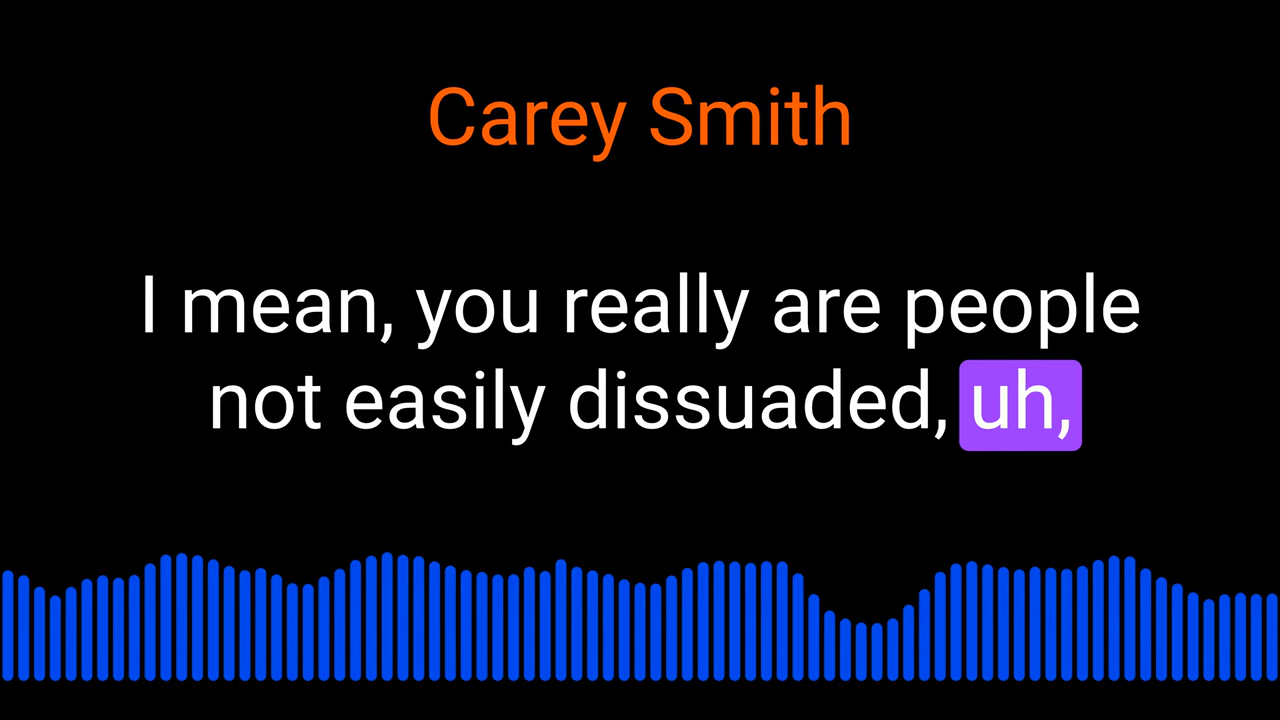 Carey Smith
I mean, you really are people
not easily dissuaded, uh,